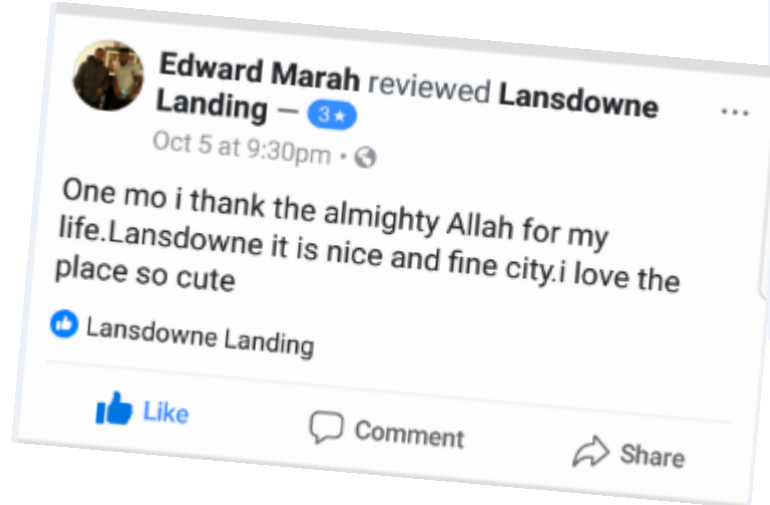 Edward Marah reviewed Lansdowne
Landing — 3★
Oct 5 at 9:30pm •
One mo i thank the almighty Allah for my
life.Lansdowne it is nice and fine city.i love the
place so cute
Lansdowne Landing
Like Comment Share